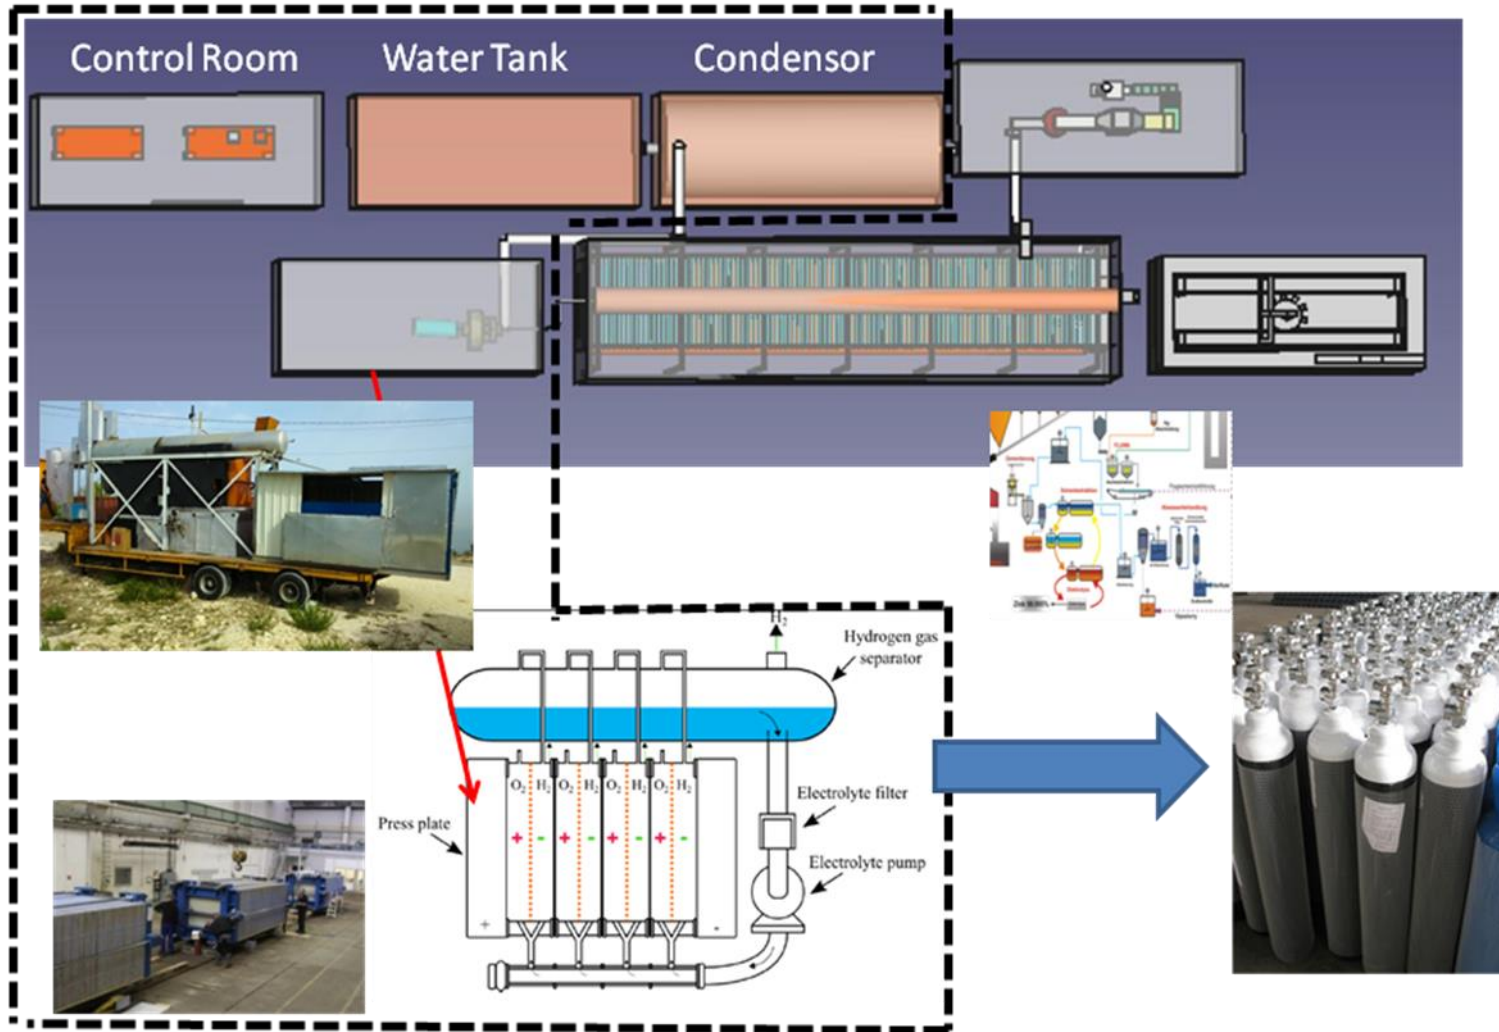 Control Room
Water Tank
Condensor
H₂
Hydrogen gas
separator
O₂ H₂ O₂ H₂ O₂ H₂ O₂ H₂
+ - + - + - + -
Electrolyte filter
Press plate
Electrolyte pump
+ -